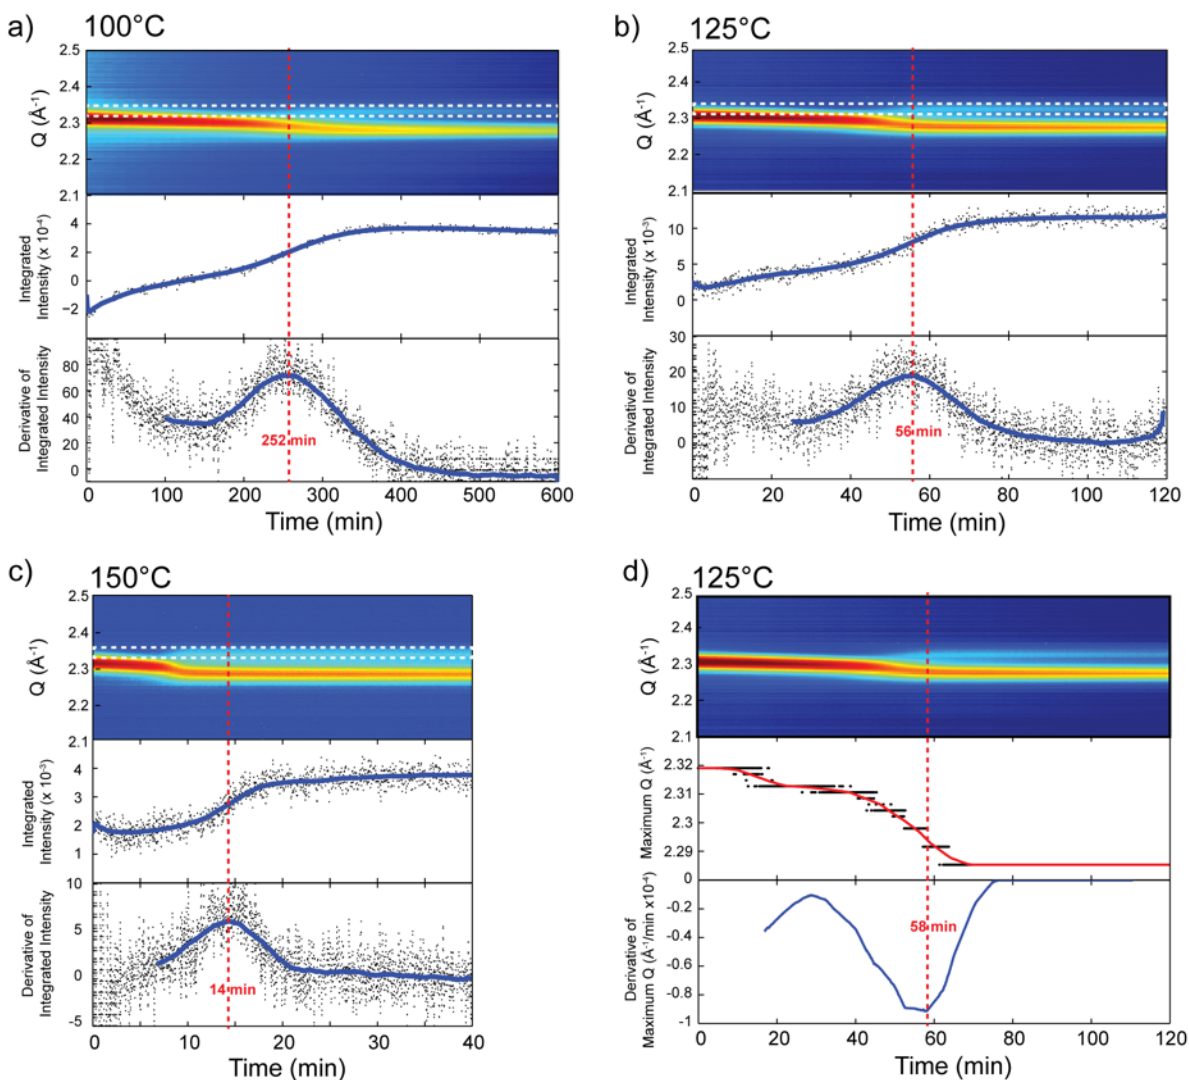 a) 100°C
2.5
2.4
2.3
2.2
2.1
Q (Å⁻¹)
4
2
0
−2
Integrated
Intensity (x 10⁻⁴)
80
60
40
20
0
Derivative of
Integrated Intensity
252 min
0 100 200 300 400 500 600
Time (min)
b) 125°C
2.5
2.4
2.3
2.2
2.1
Q (Å⁻¹)
10
5
0
Integrated
Intensity (x 10⁻³)
30
20
10
0
Derivative of
Integrated Intensity
56 min
0 20 40 60 80 100 120
Time (min)
c) 150°C
2.5
2.4
2.3
2.2
2.1
Q (Å⁻¹)
4
3
2
1
Integrated
Intensity (x 10⁻³)
10
5
0
-5
Derivative of
Integrated Intensity
14 min
0 10 20 30 40
Time (min)
d) 125°C
2.5
2.4
2.3
2.2
2.1
Q (Å⁻¹)
2.32
2.31
2.3
2.29
Maximum Q (Å⁻¹)
0
-0.2
-0.4
-0.6
-0.8
-1
Derivative of
Maximum Q (Å⁻¹/min x10⁻⁴)
58 min
0 20 40 60 80 100 120
Time (min)